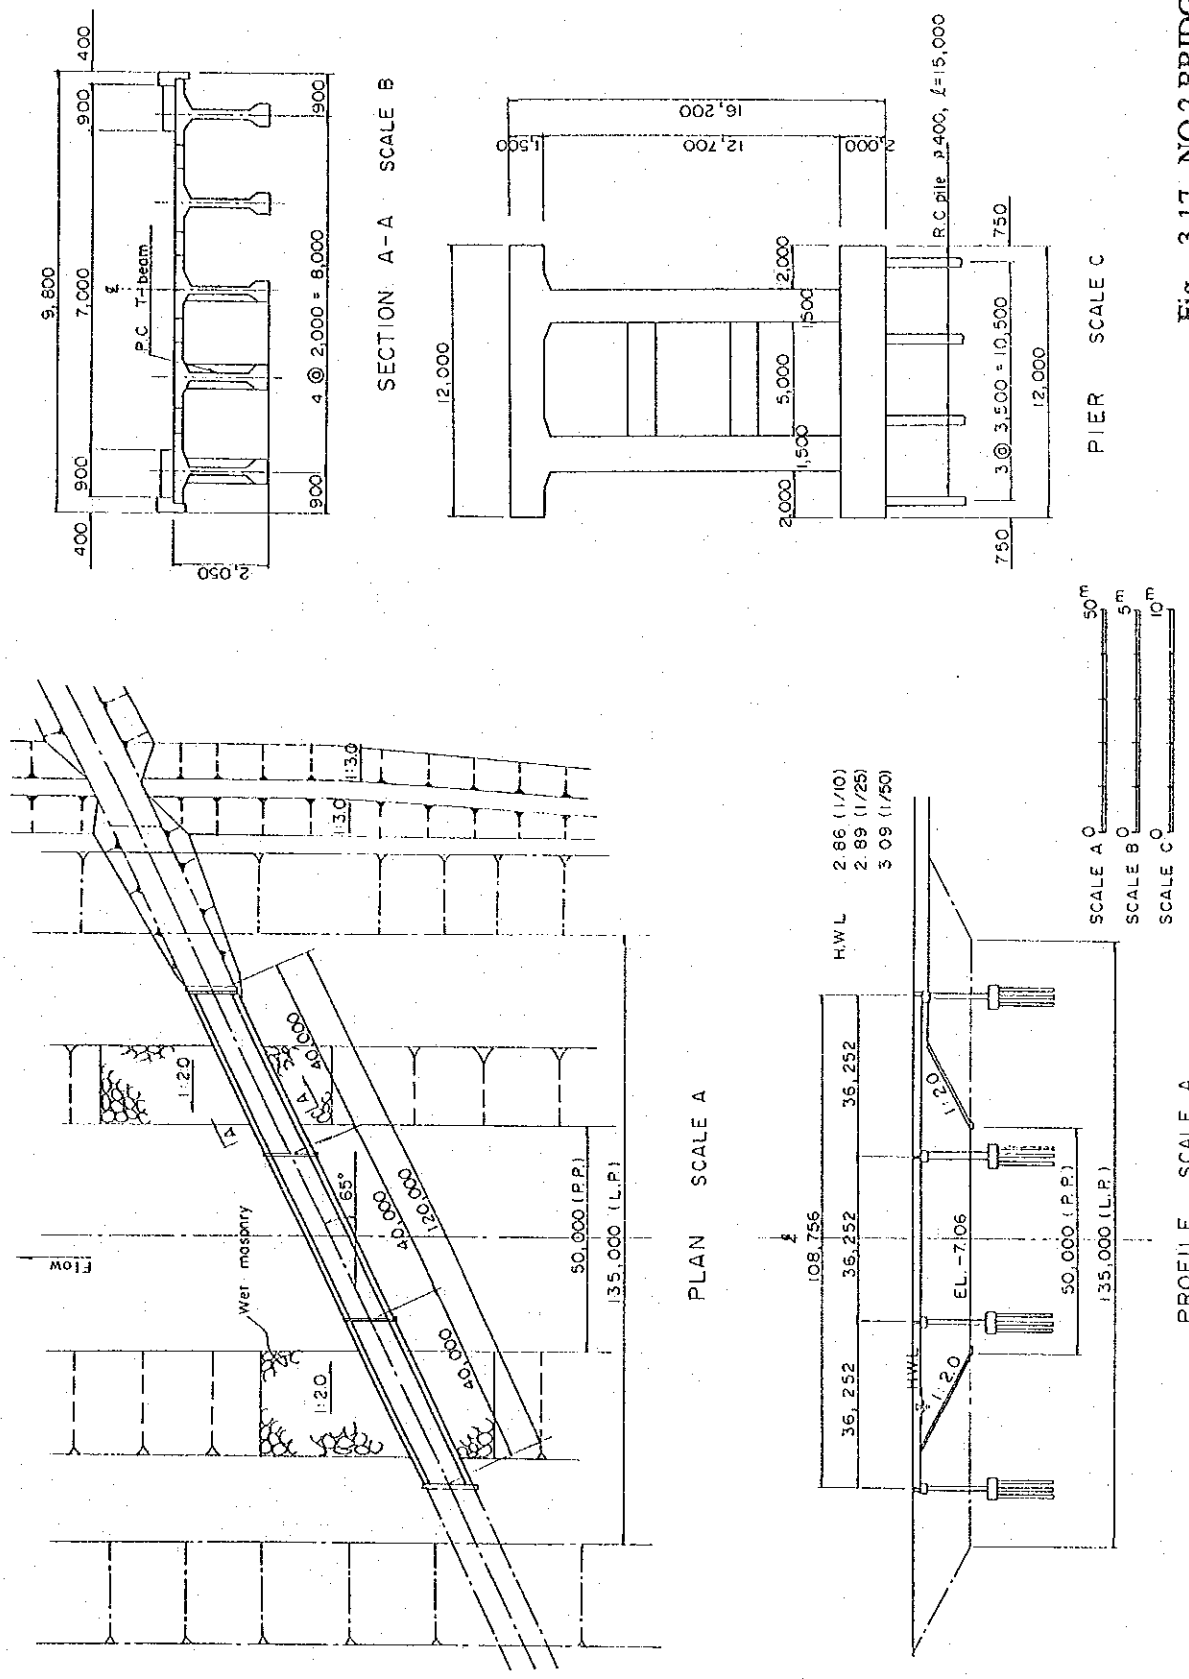 9,800
400
900
7,000
900
400
℄
P.C. T-beam
2,050
900
4 @ 2,000 = 8,000
900
SECTION A-A SCALE B
12,000
1,500
12,700
16,200
2,000
2,000
1,500
5,000
1,500
2,000
R.C. pile ø400, ℓ=15,000
750
3 @ 3,500 = 10,500
750
12,000
PIER SCALE C
Flow
Wet masonry
1:2.0
1:2.0
1:3.0
1:3.0
A
A
65°
40,000
40,000
40,000
120,000
50,000 (P.P.)
135,000 (L.P.)
PLAN SCALE A
℄
108,756
36,252
36,252
36,252
H.W.L 2.86 (1/10)
2.89 (1/25)
3.09 (1/50)
HWL
1:2.0
1:2.0
EL. -7.06
50,000 (P.P.)
135,000 (L.P.)
PROFILE SCALE A
SCALE A 0 50m
SCALE B 0 5m
SCALE C 0 10m
Fig. 3.17 NO.2 BRIDG